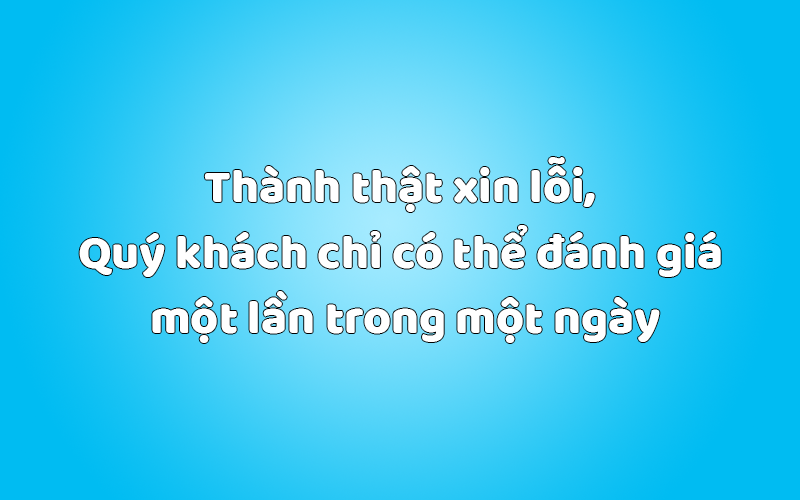 Thành thật xin lỗi,
Quý khách chỉ có thể đánh giá
một lần trong một ngày